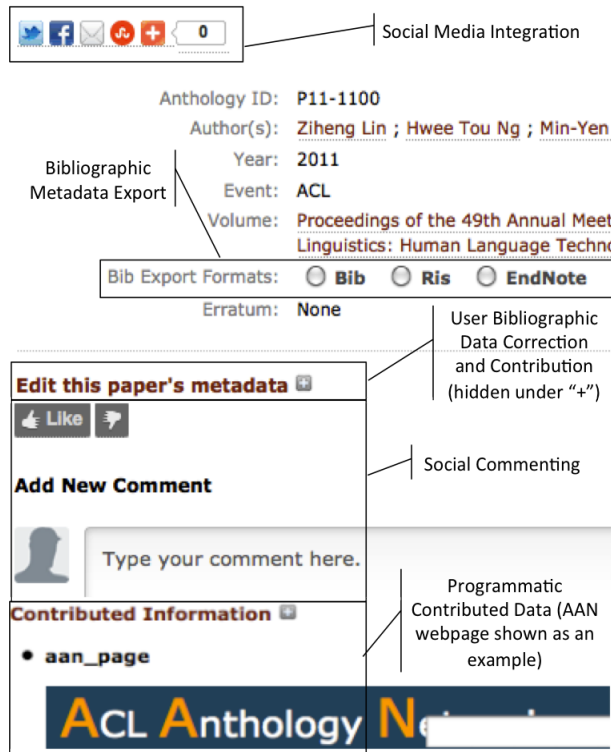 0
Social Media Integration
Anthology ID: P11-1100
Author(s): Ziheng Lin ; Hwee Tou Ng ; Min-Yen
Year: 2011
Bibliographic
Metadata Export
Event: ACL
Volume: Proceedings of the 49th Annual Meet
Linguistics: Human Language Techno
Bib Export Formats: Bib Ris EndNote
Erratum: None
User Bibliographic
Data Correction
and Contribution
(hidden under “+”)
Edit this paper's metadata
Like
Social Commenting
Add New Comment
Type your comment here.
Programmatic
Contributed Data (AAN
webpage shown as an
example)
Contributed Information
• aan_page
ACL Anthology